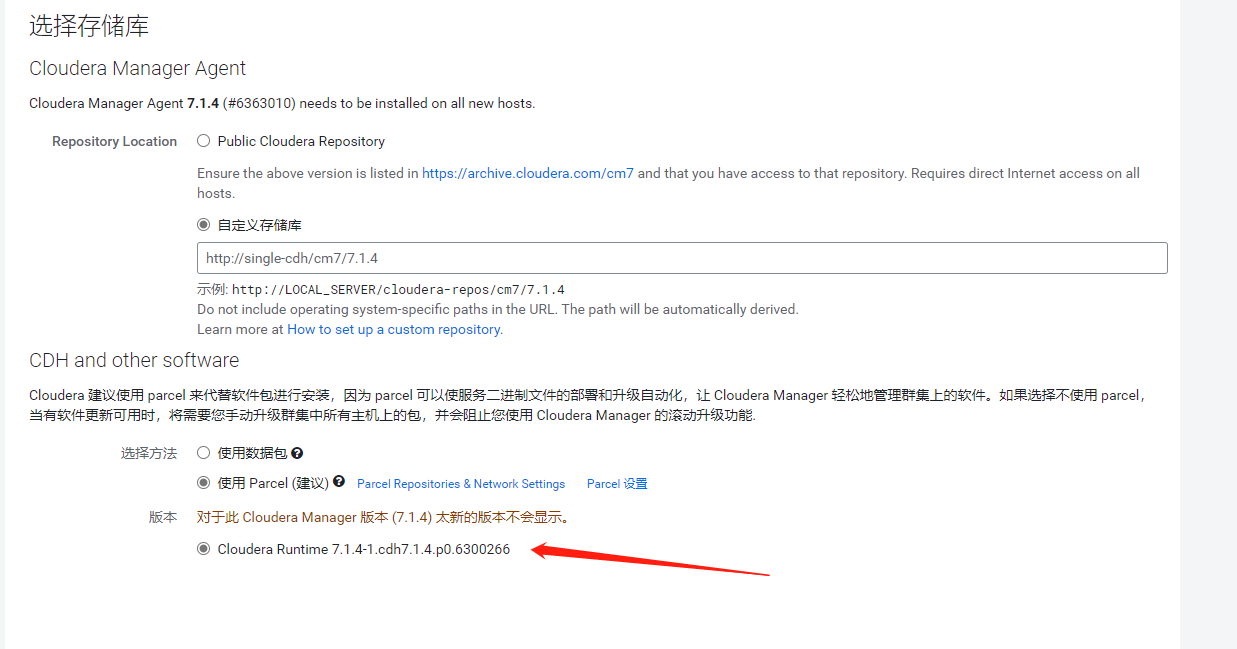 选择存储库
Cloudera Manager Agent
Cloudera Manager Agent 7.1.4 (#6363010) needs to be installed on all new hosts.
Repository Location Public Cloudera Repository
Ensure the above version is listed in https://archive.cloudera.com/cm7 and that you have access to that repository. Requires direct Internet access on all
hosts.
自定义存储库
http://single-cdh/cm7/7.1.4
示例: http://LOCAL_SERVER/cloudera-repos/cm7/7.1.4
Do not include operating system-specific paths in the URL. The path will be automatically derived.
Learn more at How to set up a custom repository.
CDH and other software
Cloudera 建议使用 parcel 来代替软件包进行安装，因为 parcel 可以使服务二进制文件的部署和升级自动化，让 Cloudera Manager 轻松地管理群集上的软件。如果选择不使用 parcel，
当有软件更新可用时，将需要您手动升级群集中所有主机上的包，并会阻止您使用 Cloudera Manager 的滚动升级功能.
选择方法 使用数据包 ?
使用 Parcel (建议) ? Parcel Repositories & Network Settings Parcel 设置
版本 对于此 Cloudera Manager 版本 (7.1.4) 太新的版本不会显示。
Cloudera Runtime 7.1.4-1.cdh7.1.4.p0.6300266